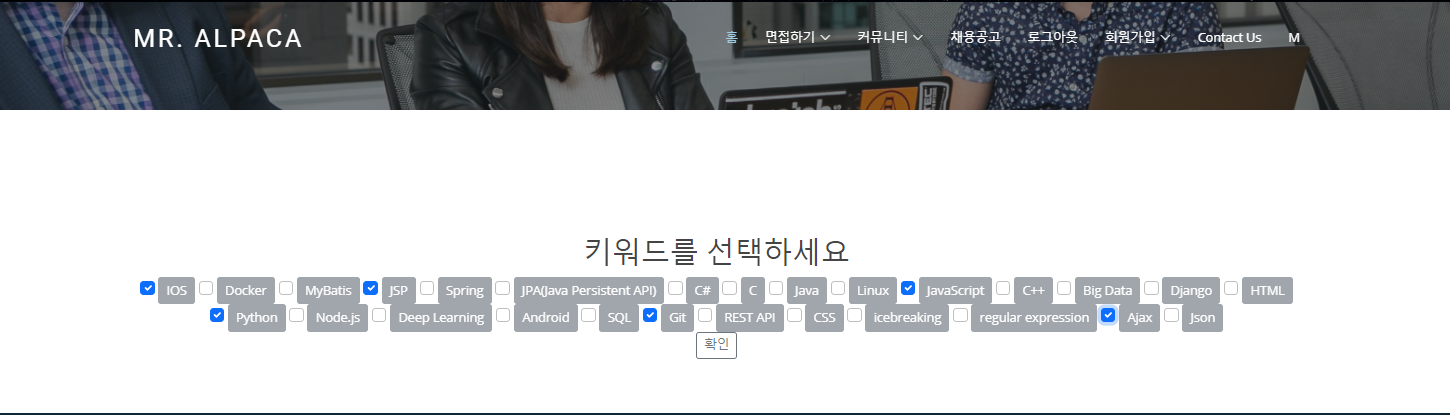 MR. ALPACA 홈 면접하기 커뮤니티 채용공고 로그아웃 회원가입 Contact Us M
키워드를 선택하세요
IOS Docker MyBatis JSP Spring JPA(Java Persistent API) C# C Java Linux JavaScript C++ Big Data Django HTML
Python Node.js Deep Learning Android SQL Git REST API CSS icebreaking regular expression Ajax Json
확인